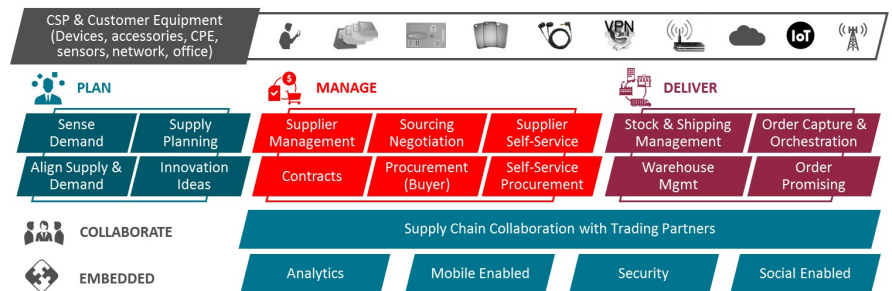 CSP & Customer Equipment
(Devices, accessories, CPE,
sensors, network, office)
VPN
IoT
PLAN
MANAGE
DELIVER
Sense
Demand
Supply
Planning
Supplier
Management
Sourcing
Negotiation
Supplier
Self-Service
Stock & Shipping
Management
Order Capture &
Orchestration
Align Supply &
Demand
Innovation
Ideas
Contracts
Procurement
(Buyer)
Self-Service
Procurement
Warehouse
Mgmt
Order
Promising
COLLABORATE
Supply Chain Collaboration with Trading Partners
EMBEDDED
Analytics
Mobile Enabled
Security
Social Enabled